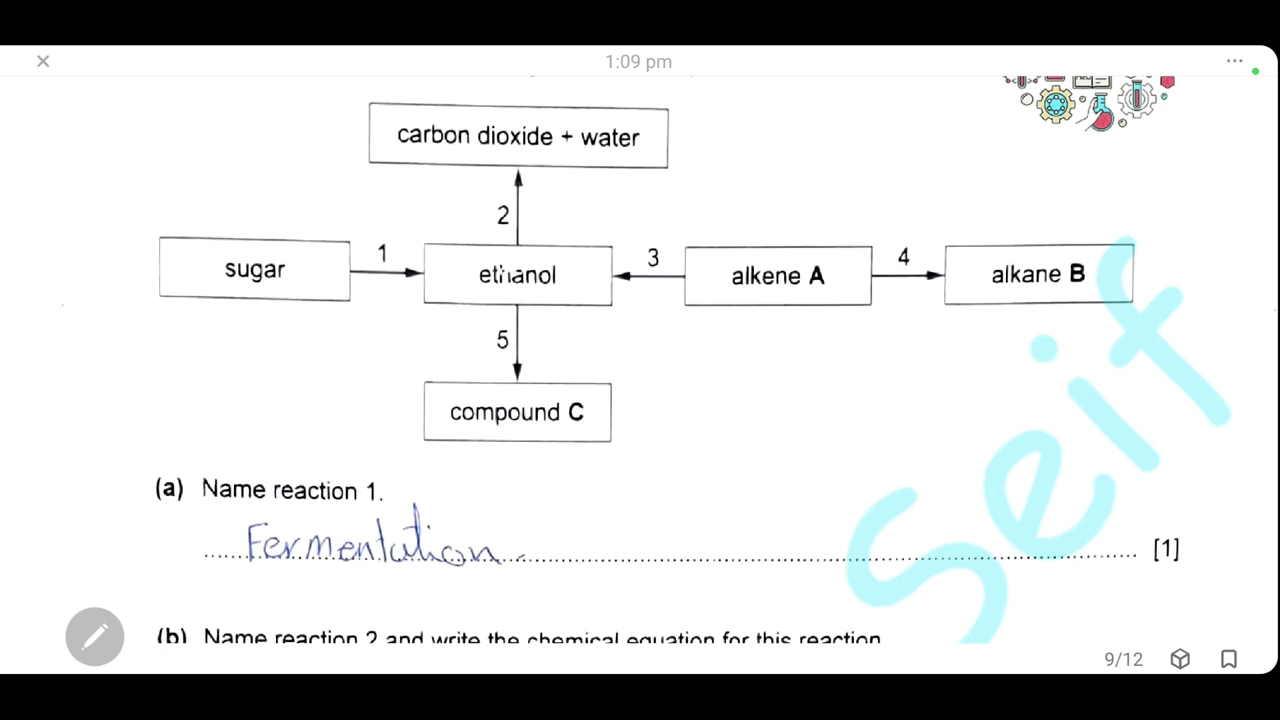 1:09 pm
carbon dioxide + water
2
sugar
1
ethanol
3
alkene A
4
alkane B
5
compound C
(a) Name reaction 1.
Fermentation [1]
(b) Name reaction 2 and write the chemical equation for this reaction
Seif
9/12